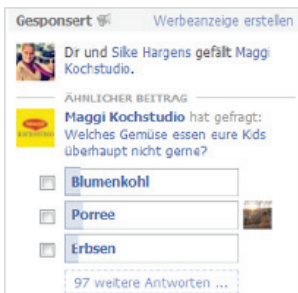 Gesponsert Werbeanzeige erstellen
Dr und Silke Hargens gefällt Maggi
Kochstudio.
ÄHNLICHER BEITRAG
Maggi Kochstudio hat gefragt:
Welches Gemüse essen eure Kids
überhaupt nicht gerne?
Blumenkohl
Porree
Erbsen
97 weitere Antworten ...